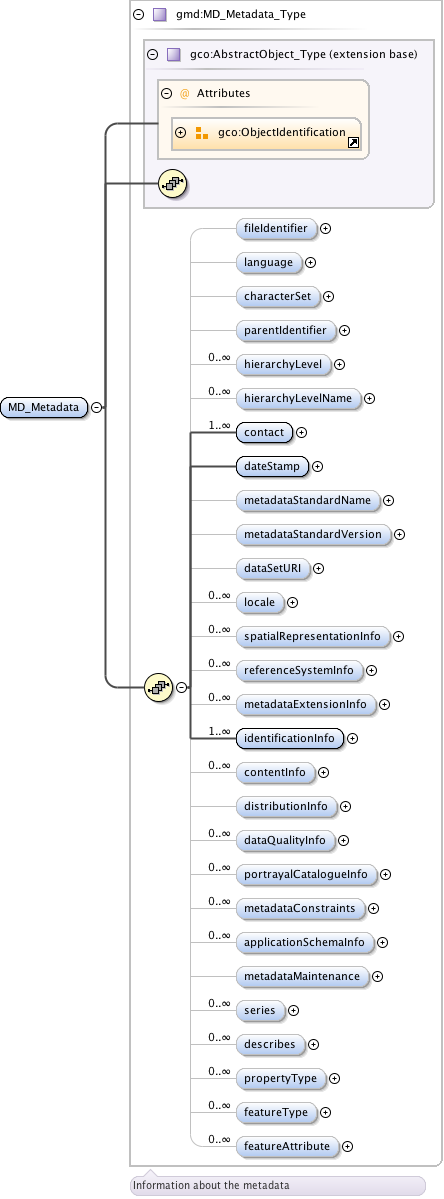 gmd:MD_Metadata_Type
gco:AbstractObject_Type (extension base)
@ Attributes
gco:ObjectIdentification
fileIdentifier
language
characterSet
parentIdentifier
0..∞ hierarchyLevel
0..∞ hierarchyLevelName
MD_Metadata
1..∞ contact
dateStamp
metadataStandardName
metadataStandardVersion
dataSetURI
0..∞ locale
0..∞ spatialRepresentationInfo
0..∞ referenceSystemInfo
0..∞ metadataExtensionInfo
1..∞ identificationInfo
0..∞ contentInfo
distributionInfo
0..∞ dataQualityInfo
0..∞ portrayalCatalogueInfo
0..∞ metadataConstraints
0..∞ applicationSchemaInfo
metadataMaintenance
0..∞ series
0..∞ describes
0..∞ propertyType
0..∞ featureType
0..∞ featureAttribute
Information about the metadata